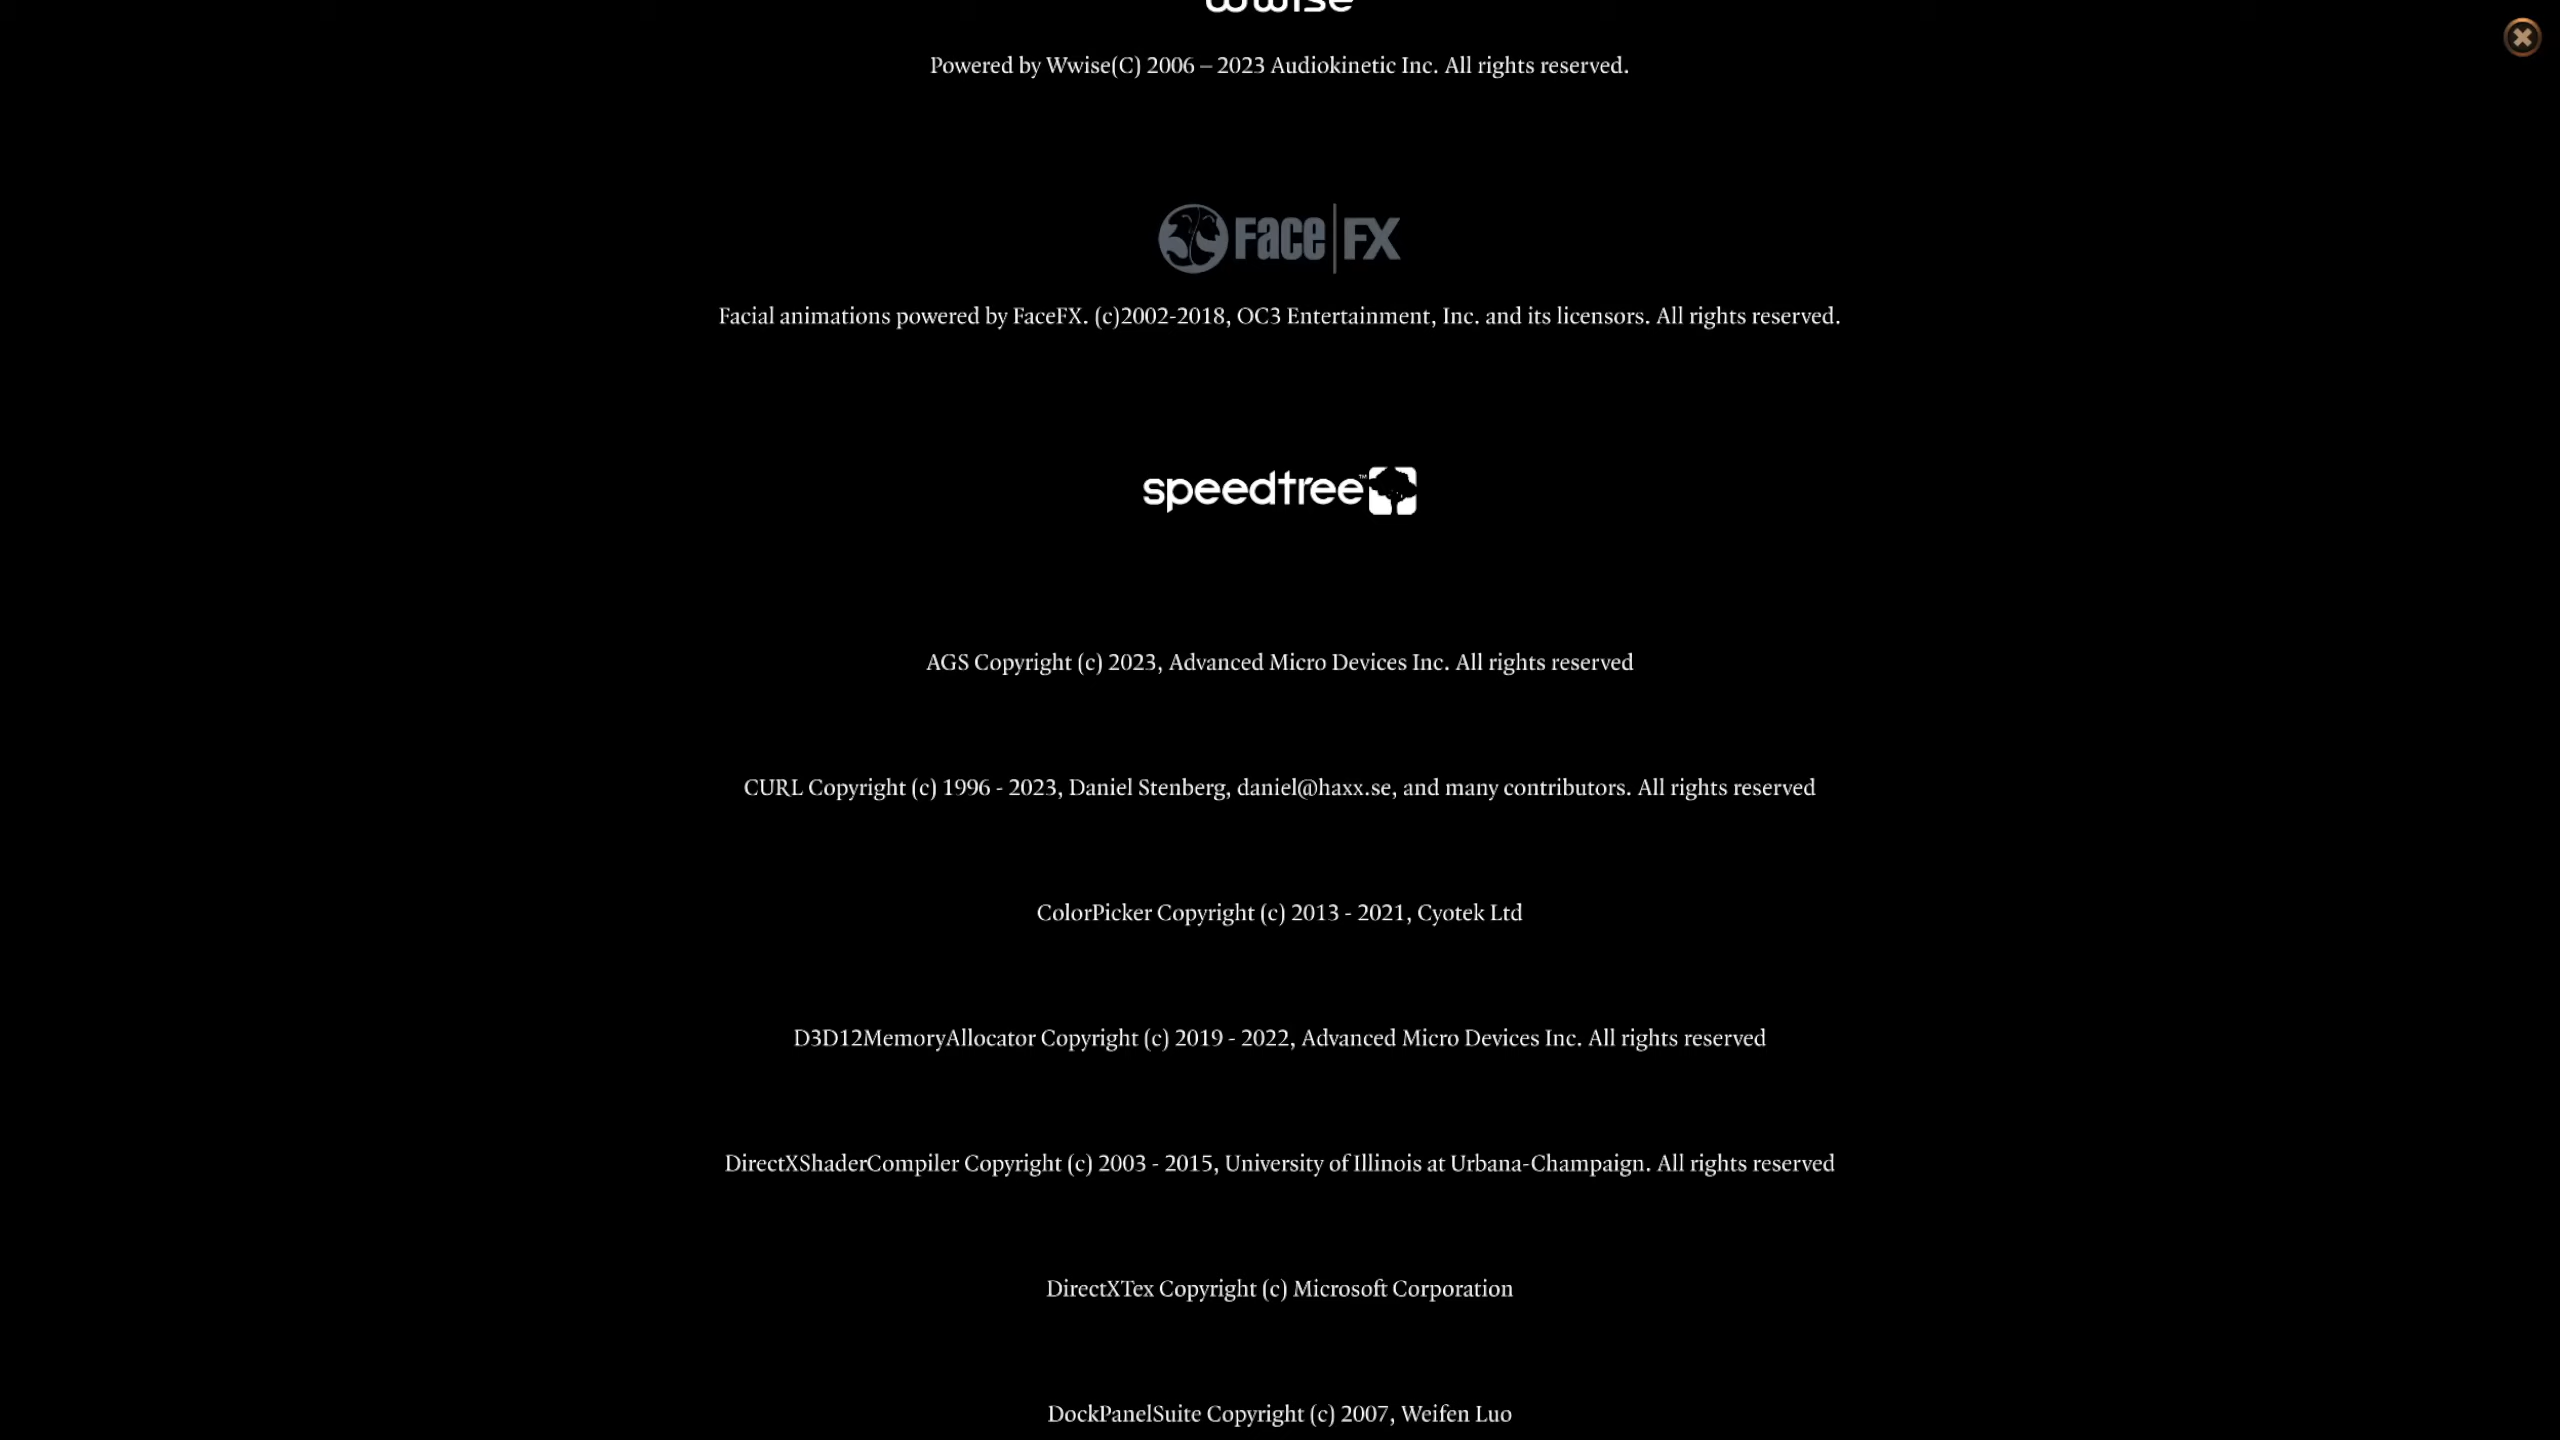 wwise
Powered by Wwise(C) 2006 – 2023 Audiokinetic Inc. All rights reserved.
Face|FX
Facial animations powered by FaceFX. (c)2002-2018, OC3 Entertainment, Inc. and its licensors. All rights reserved.
speedtree™
AGS Copyright (c) 2023, Advanced Micro Devices Inc. All rights reserved
CURL Copyright (c) 1996 - 2023, Daniel Stenberg, daniel@haxx.se, and many contributors. All rights reserved
ColorPicker Copyright (c) 2013 - 2021, Cyotek Ltd
D3D12MemoryAllocator Copyright (c) 2019 - 2022, Advanced Micro Devices Inc. All rights reserved
DirectXShaderCompiler Copyright (c) 2003 - 2015, University of Illinois at Urbana-Champaign. All rights reserved
DirectXTex Copyright (c) Microsoft Corporation
DockPanelSuite Copyright (c) 2007, Weifen Luo